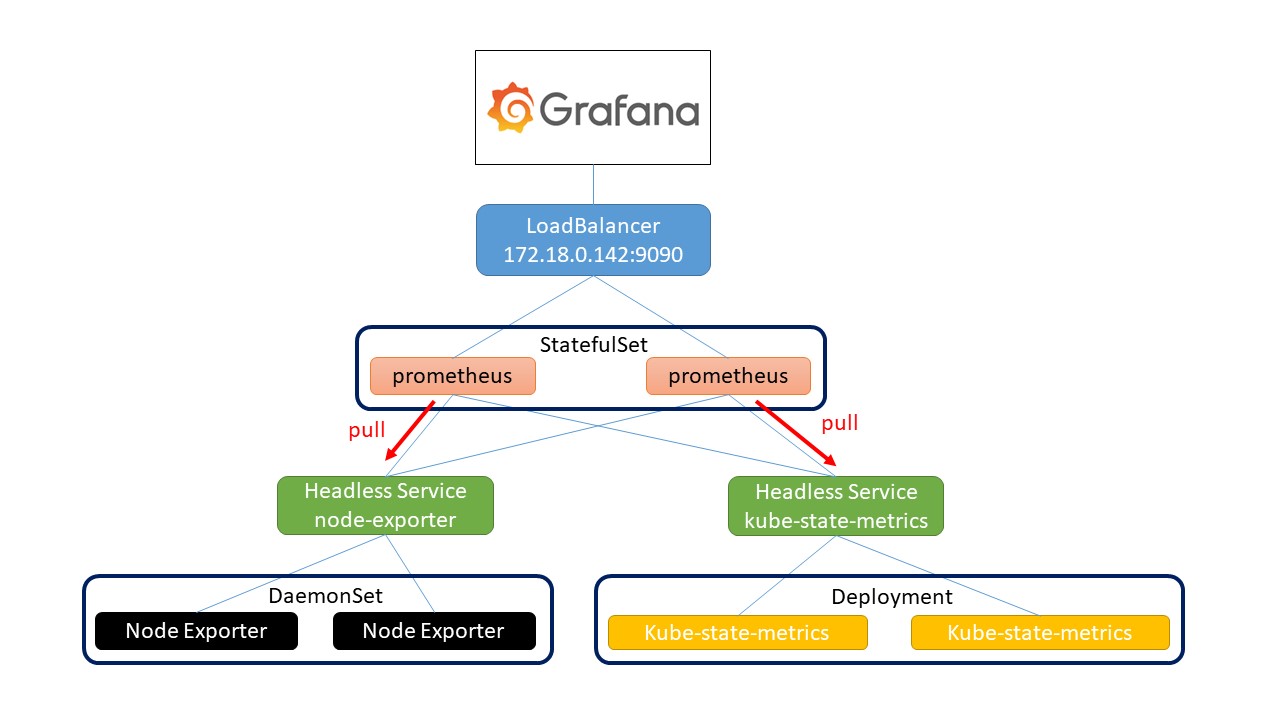 Grafana
LoadBalancer
172.18.0.142:9090
StatefulSet
prometheus
prometheus
pull
pull
Headless Service
node-exporter
Headless Service
kube-state-metrics
DaemonSet
Node Exporter
Node Exporter
Deployment
Kube-state-metrics
Kube-state-metrics